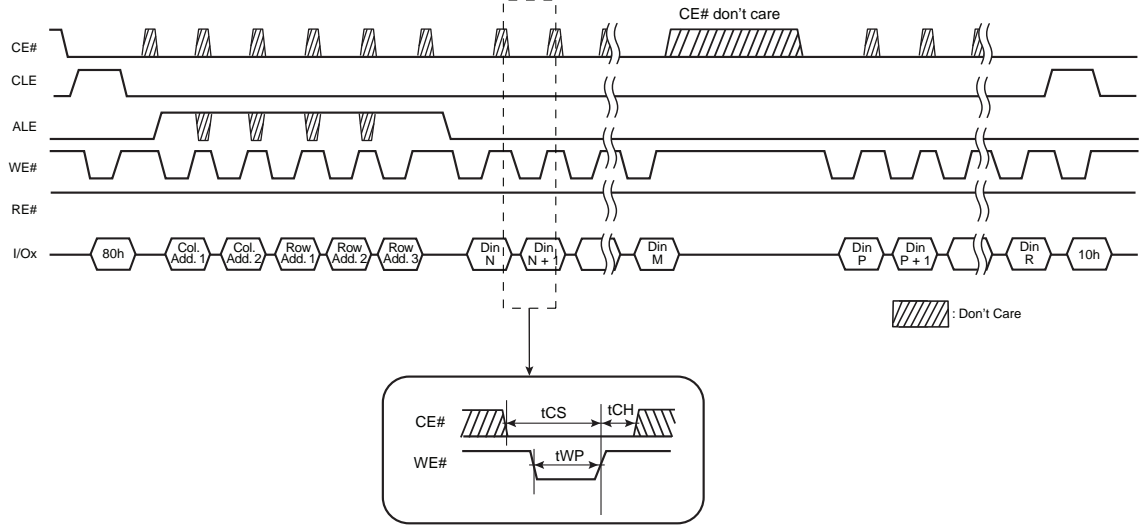 CE# don't care
CE#
CLE
ALE
WE#
RE#
I/Ox
80h
Col.
Add. 1
Col.
Add. 2
Row
Add. 1
Row
Add. 2
Row
Add. 3
Din
N
Din
N + 1
Din
M
Din
P
Din
P + 1
Din
R
10h
: Don't Care
CE#
tCS
tCH
WE#
tWP